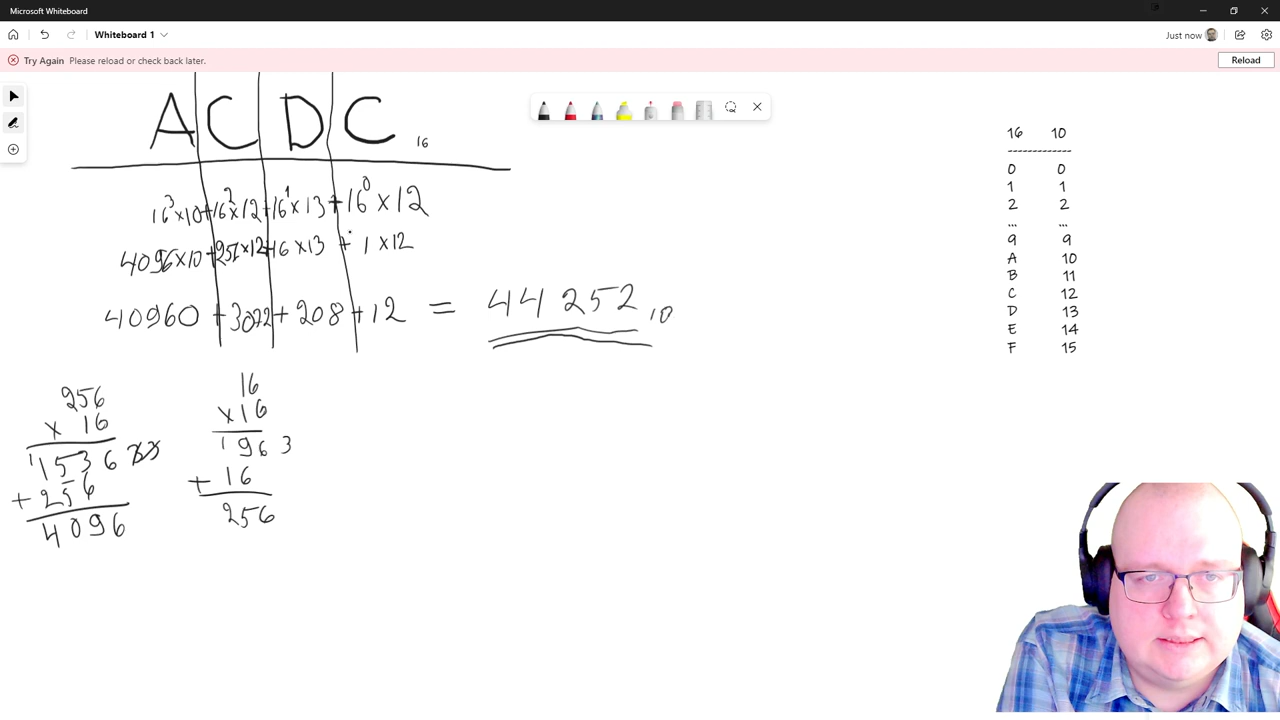 Microsoft Whiteboard
Whiteboard 1
Just now
Try Again Please reload or check back later.
Reload
ACDC 16
16³×10+16²×12+16¹×13+16⁰×12
4096×10+256×12+16×13+1×12
40960+3072+208+12 = 44252 10
256
× 16
1536
+256
4096
16
×16
196 3
+16
256
16 10
-------------
0 0
1 1
2 2
... ...
9 9
A 10
B 11
C 12
D 13
E 14
F 15